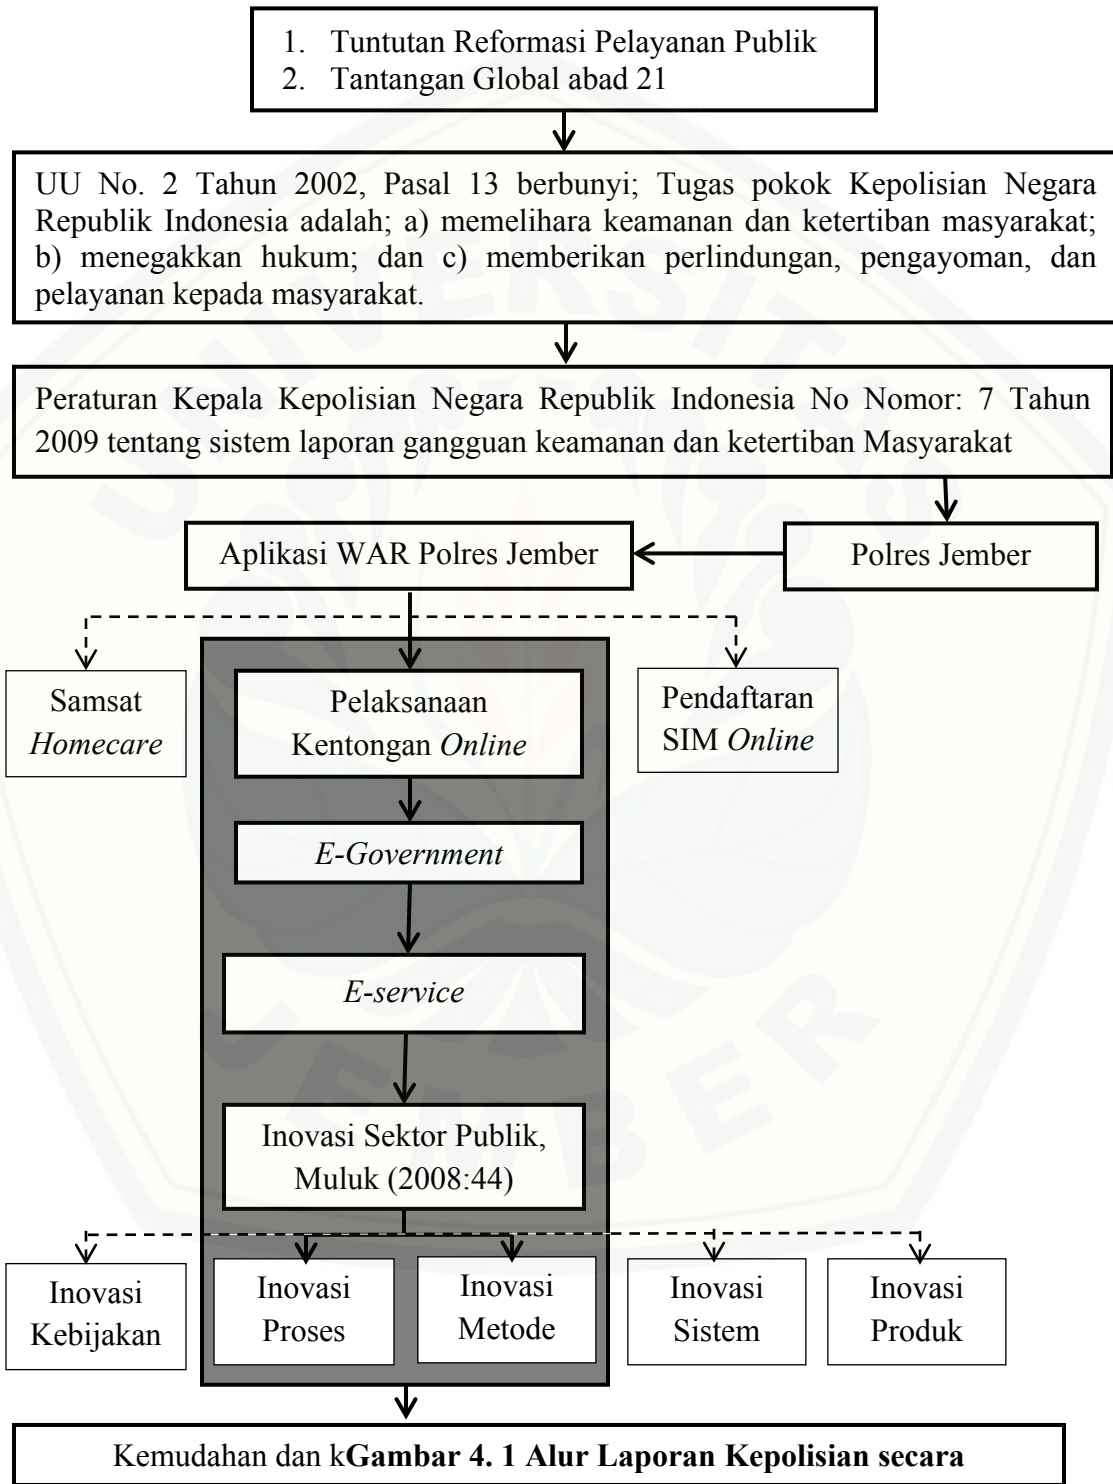 1. Tuntutan Reformasi Pelayanan Publik
2. Tantangan Global abad 21
UU No. 2 Tahun 2002, Pasal 13 berbunyi; Tugas pokok Kepolisian Negara
Republik Indonesia adalah; a) memelihara keamanan dan ketertiban masyarakat;
b) menegakkan hukum; dan c) memberikan perlindungan, pengayoman, dan
pelayanan kepada masyarakat.
Peraturan Kepala Kepolisian Negara Republik Indonesia No Nomor: 7 Tahun
2009 tentang sistem laporan gangguan keamanan dan ketertiban Masyarakat
Aplikasi WAR Polres Jember
Polres Jember
Samsat
Homecare
Pelaksanaan
Kentongan Online
Pendaftaran
SIM Online
E-Government
E-service
Inovasi Sektor Publik,
Muluk (2008:44)
Inovasi
Kebijakan
Inovasi
Proses
Inovasi
Metode
Inovasi
Sistem
Inovasi
Produk
Kemudahan dan kGambar 4. 1 Alur Laporan Kepolisian secara
UNIVERSITAS
JEMBER